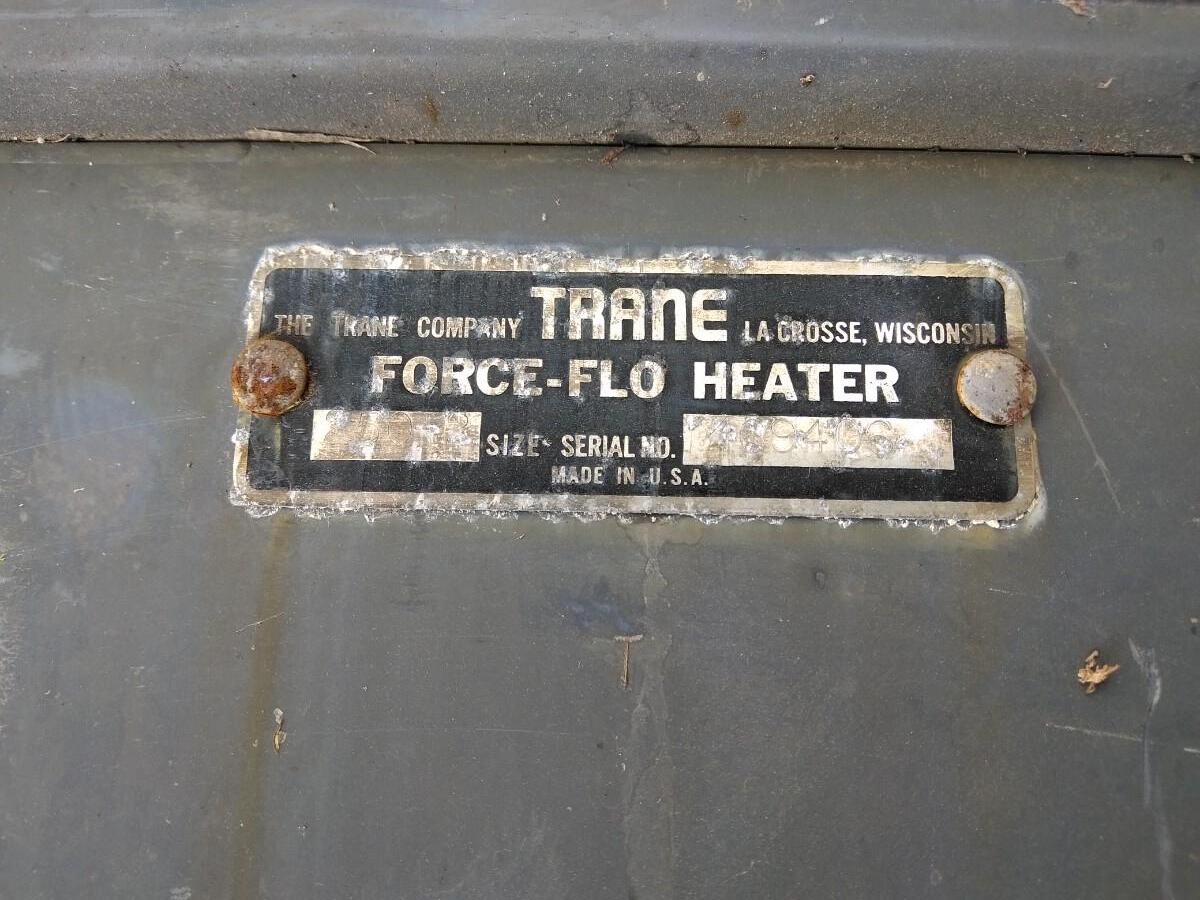 THE TRANE COMPANY TRANE LA CROSSE, WISCONSIN
FORCE-FLO HEATER
SIZE SERIAL NO.
MADE IN U.S.A.